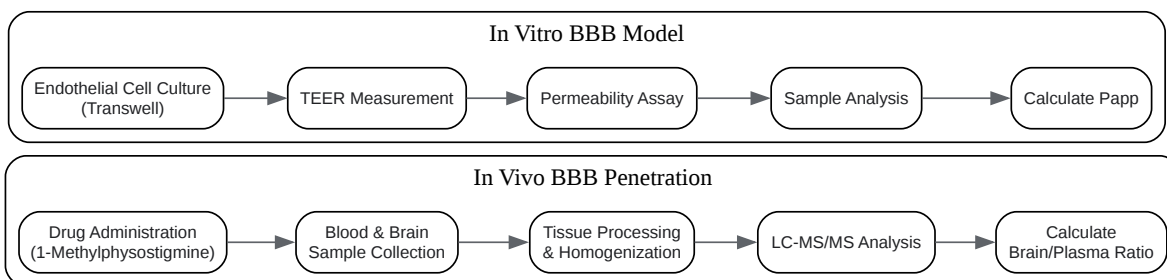 In Vitro BBB Model
Endothelial Cell Culture
(Transwell)
TEER Measurement
Permeability Assay
Sample Analysis
Calculate Papp
In Vivo BBB Penetration
Drug Administration
(1-Methylphysostigmine)
Blood & Brain
Sample Collection
Tissue Processing
& Homogenization
LC-MS/MS Analysis
Calculate
Brain/Plasma Ratio